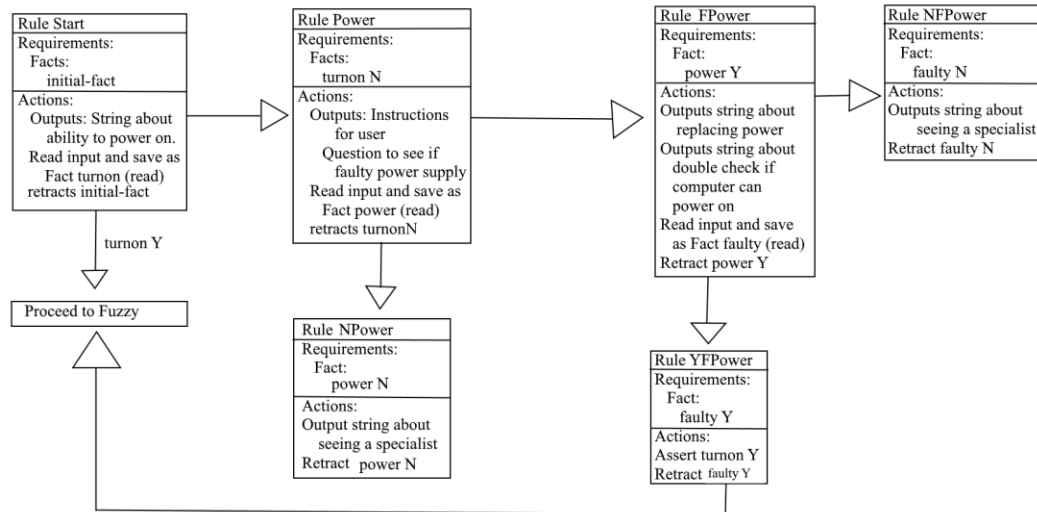 Rule Start
Requirements:
Facts:
initial-fact
Actions:
Outputs: String about
ability to power on.
Read input and save as
Fact turnon (read)
retracts initial-fact
turnon Y
Proceed to Fuzzy
Rule Power
Requirements:
Facts:
turnon N
Actions:
Outputs: Instructions
for user
Question to see if
faulty power supply
Read input and save as
Fact power (read)
retracts turnonN
Rule NPower
Requirements:
Fact:
power N
Actions:
Output string about
seeing a specialist
Retract power N
Rule FPower
Requirements:
Fact:
power Y
Actions:
Outputs string about
replacing power
Outputs string about
double check if
computer can
power on
Read input and save
as Fact faulty (read)
Retract power Y
Rule YFPower
Requirements:
Fact:
faulty Y
Actions:
Assert turnon Y
Retract faulty Y
Rule NFPower
Requirements:
Fact:
faulty N
Actions:
Outputs string about
seeing a specialist
Retract faulty N